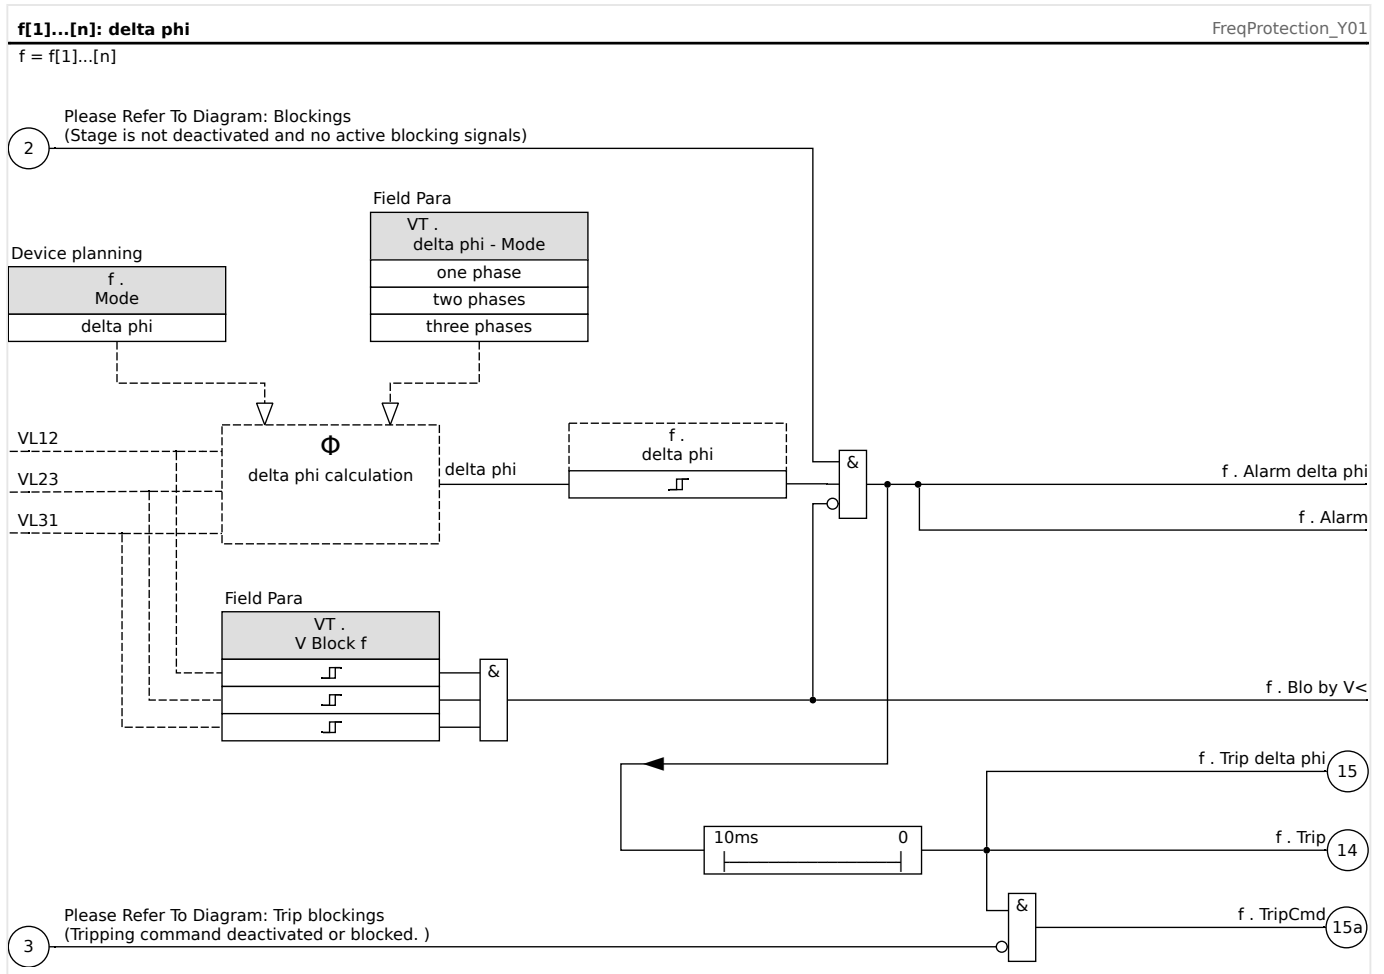 f[1]...[n]: delta phi
FreqProtection_Y01
f = f[1]...[n]
Please Refer To Diagram: Blockings
2
(Stage is not deactivated and no active blocking signals)
Field Para
VT .
delta phi - Mode
one phase
two phases
three phases
Device planning
f .
Mode
delta phi
VL12
VL23
VL31
Φ
delta phi calculation
delta phi
f .
delta phi
&
f . Alarm delta phi
f . Alarm
Field Para
VT .
V Block f
&
f . Blo by V<
f . Trip delta phi
15
10ms
0
f . Trip
14
&
f . TripCmd
15a
Please Refer To Diagram: Trip blockings
(Tripping command deactivated or blocked. )
3